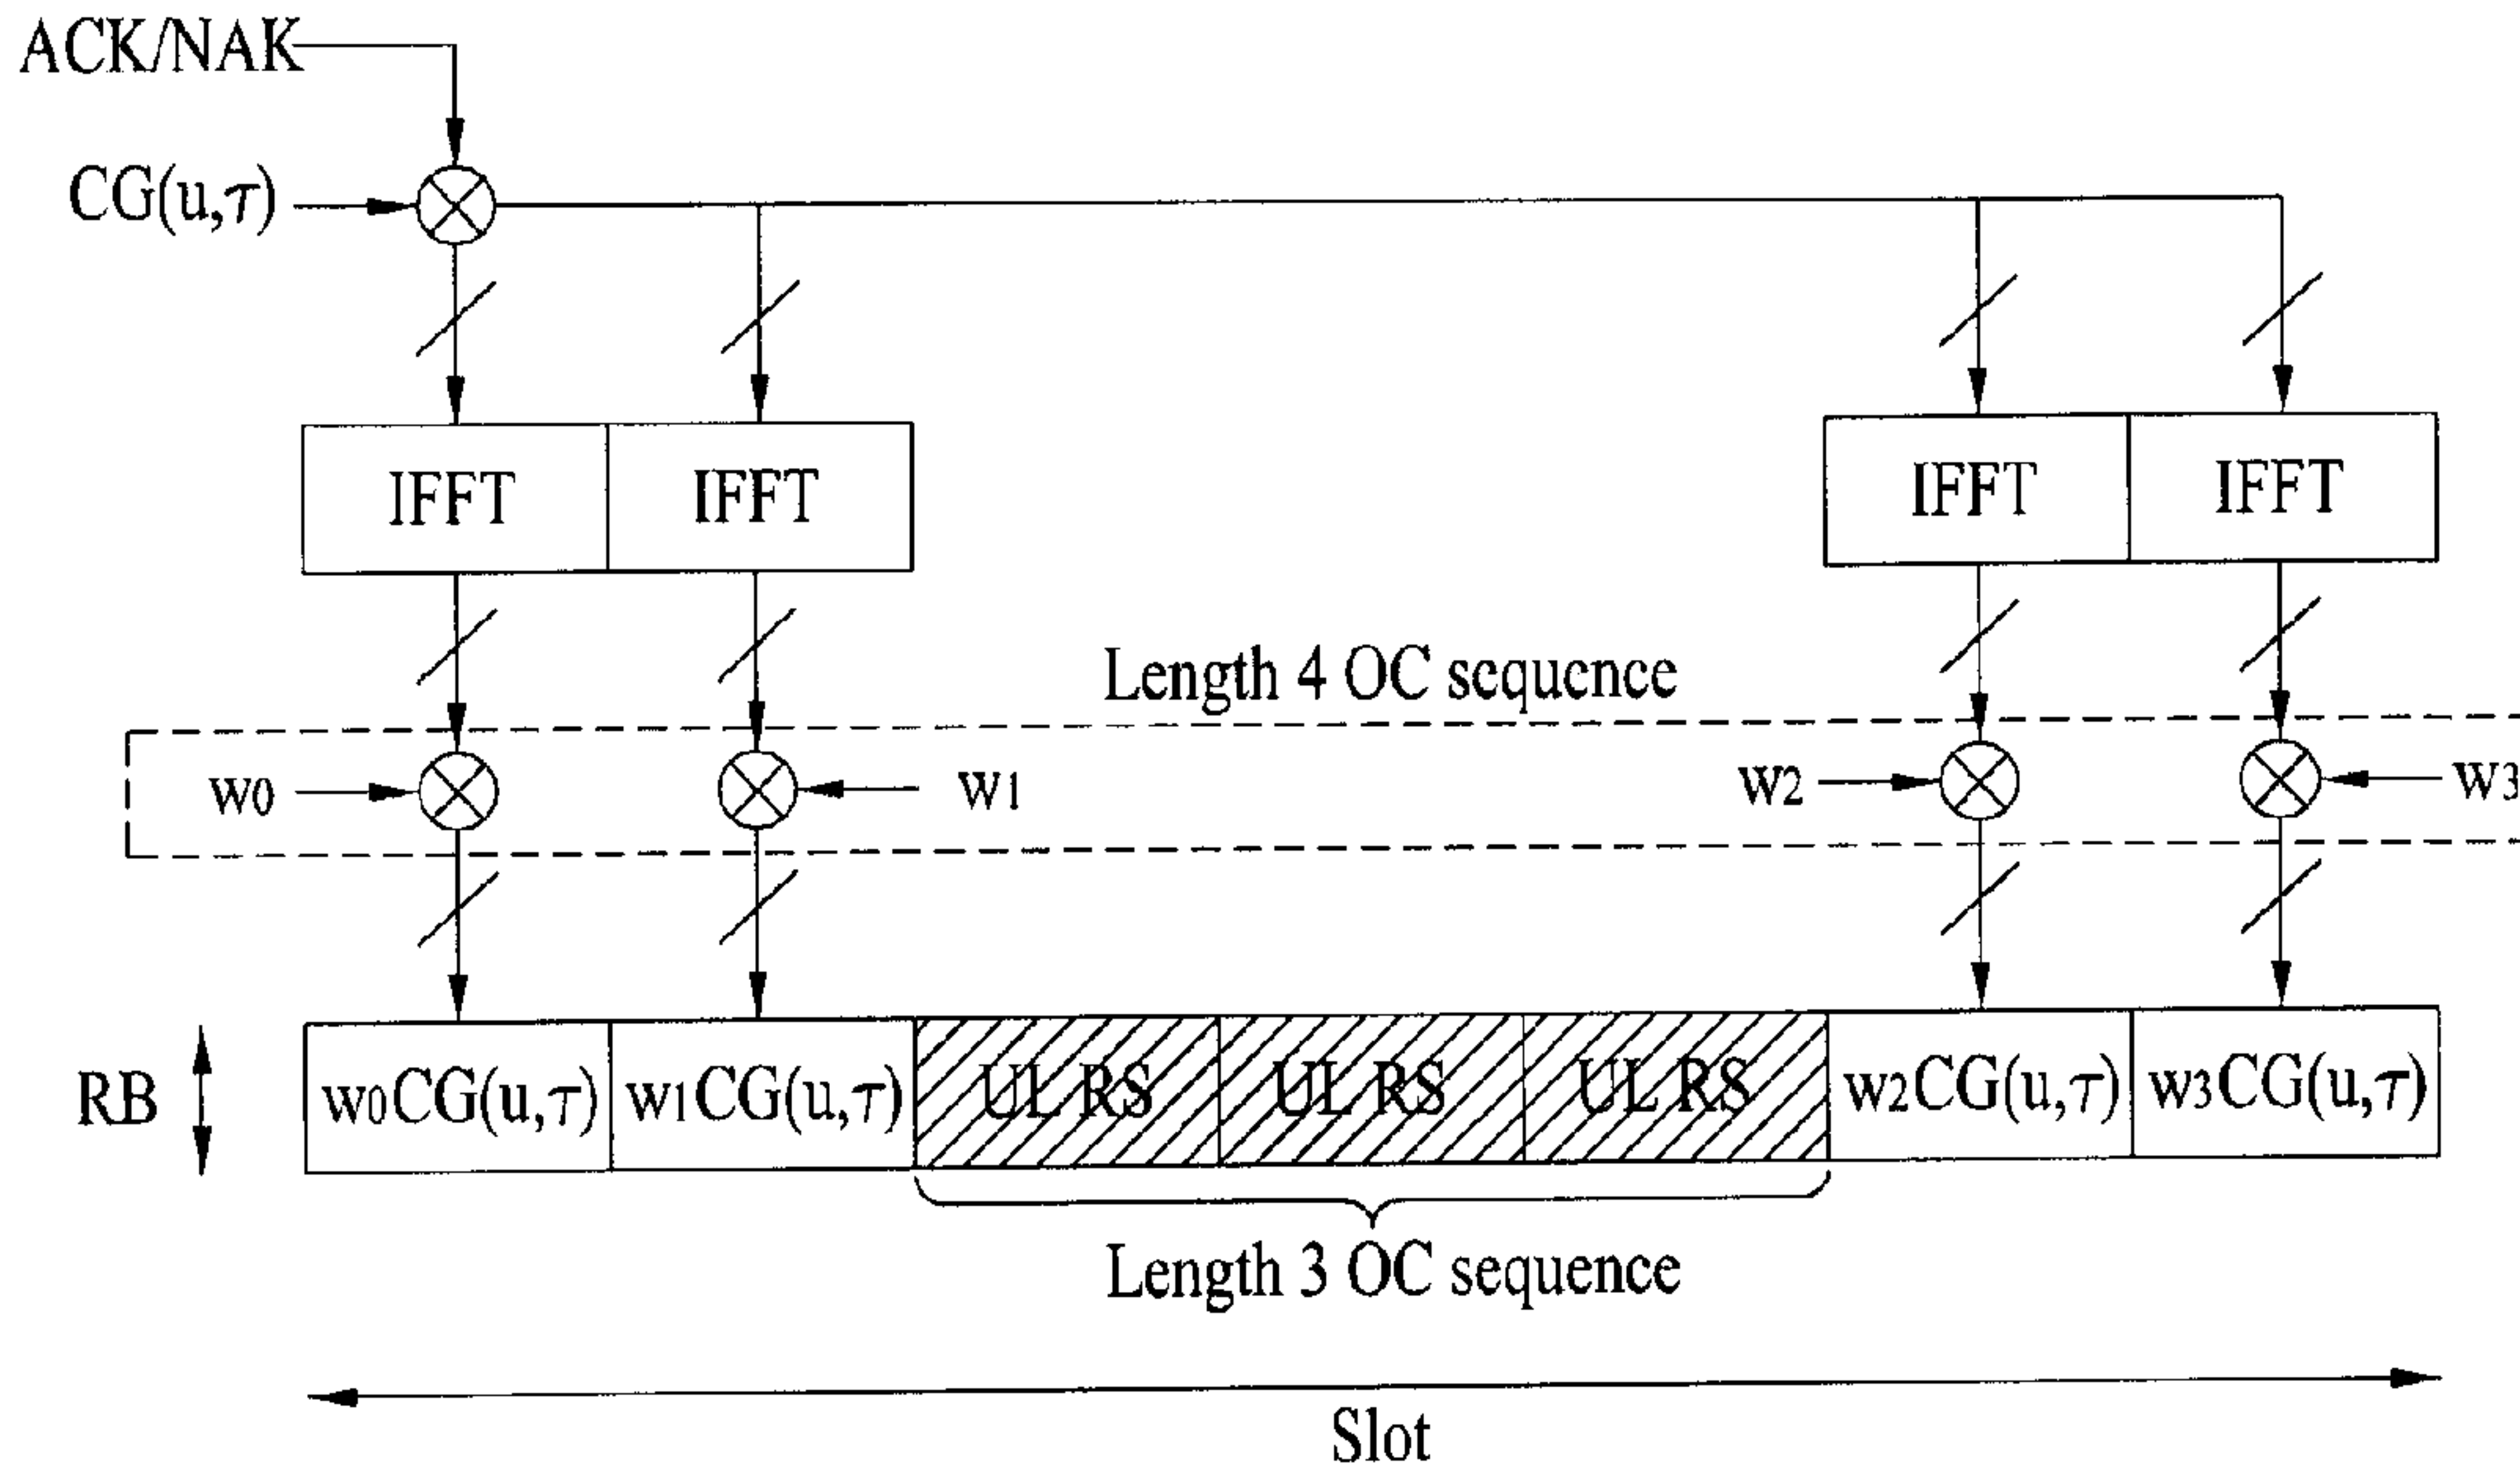 ACK/NAK
CG(u,τ)
IFFT IFFT IFFT IFFT
Length 4 OC sequence
w0 w1 w2 w3
RB w0CG(u,τ) w1CG(u,τ) UL RS UL RS UL RS w2CG(u,τ) w3CG(u,τ)
Length 3 OC sequence
Slot